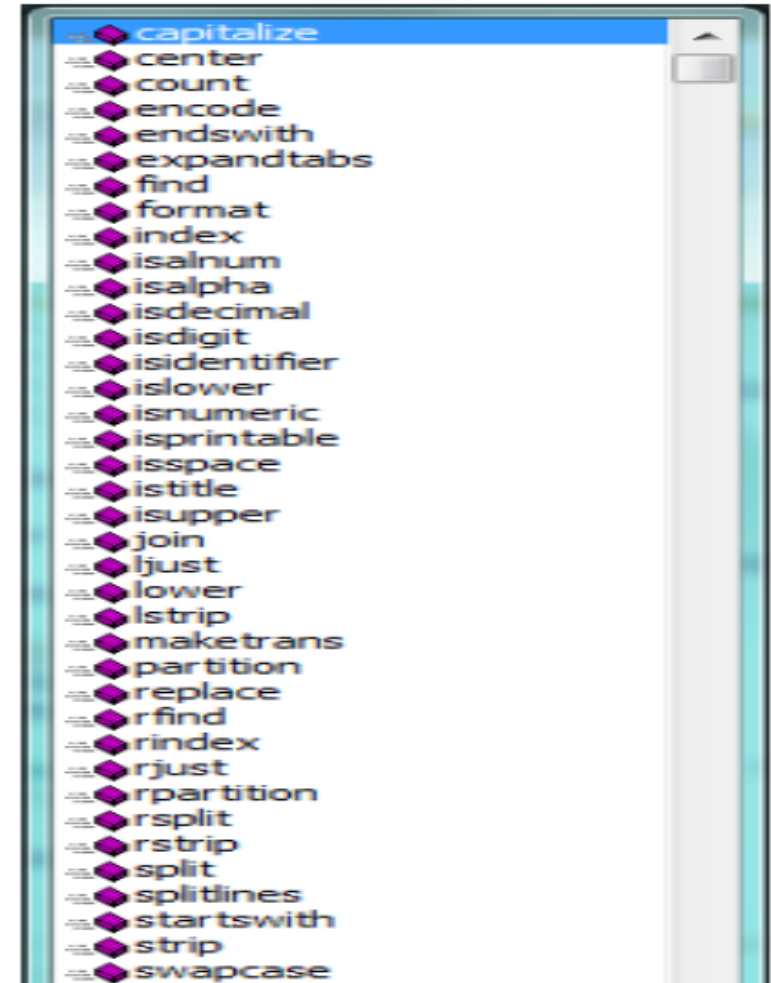 capitalize
center
count
encode
endswith
expandtabs
find
format
index
isalnum
isalpha
isdecimal
isdigit
isidentifier
islower
isnumeric
isprintable
isspace
istitle
isupper
join
ljust
lower
lstrip
maketrans
partition
replace
rfind
rindex
rjust
rpartition
rsplit
rstrip
split
splitlines
startswith
strip
swapcase